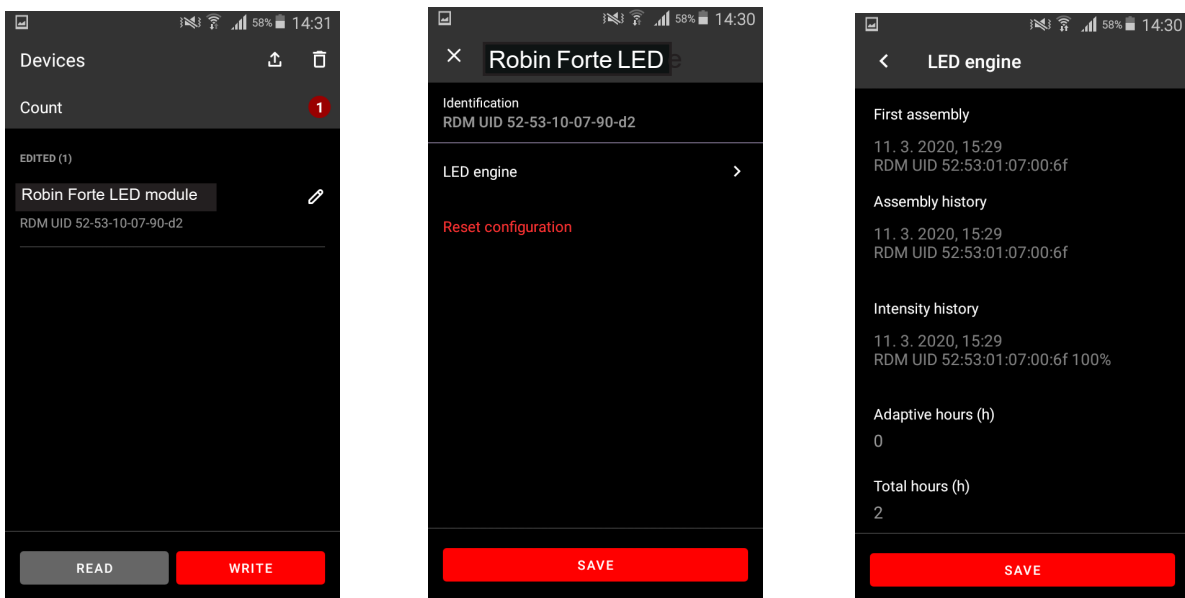 58% 14:31
Devices
Count
1
EDITED (1)
Robin Forte LED module
RDM UID 52-53-10-07-90-d2
READ
WRITE
58% 14:30
Robin Forte LED
Identification
RDM UID 52-53-10-07-90-d2
LED engine
Reset configuration
SAVE
58% 14:30
LED engine
First assembly
11. 3. 2020, 15:29
RDM UID 52:53:01:07:00:6f
Assembly history
11. 3. 2020, 15:29
RDM UID 52:53:01:07:00:6f
Intensity history
11. 3. 2020, 15:29
RDM UID 52:53:01:07:00:6f 100%
Adaptive hours (h)
0
Total hours (h)
2
SAVE